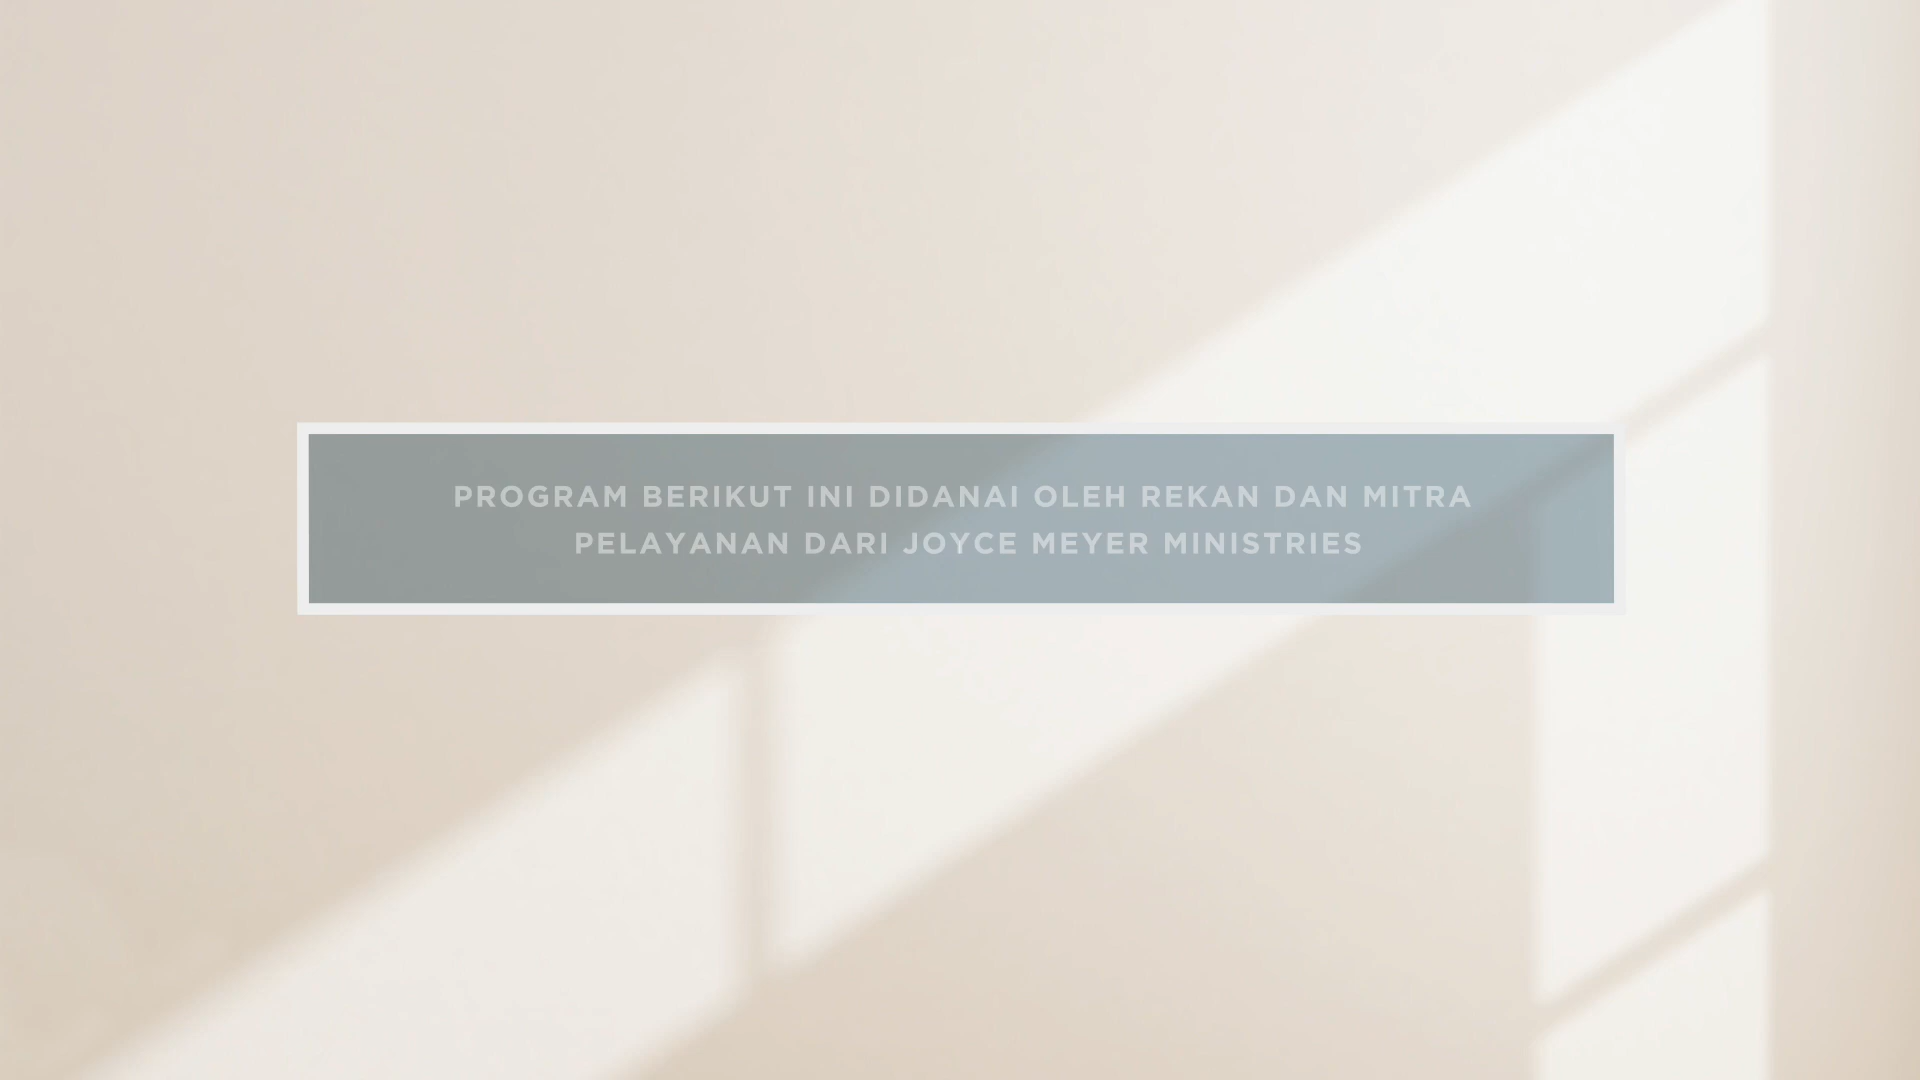 PROGRAM BERIKUT INI DIDANAI OLEH REKAN DAN MITRA
PELAYANAN DARI JOYCE MEYER MINISTRIES